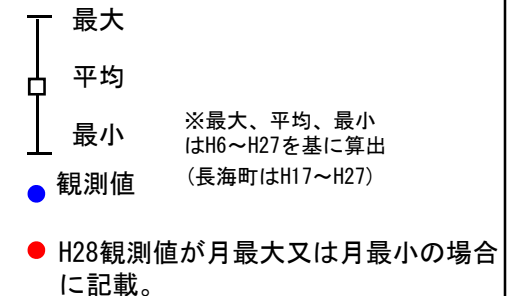 最大
平均
最小
※最大、平均、最小
はH6～H27を基に算出
(長海町はH17～H27)
観測値
H28観測値が月最大又は月最小の場合
に記載。